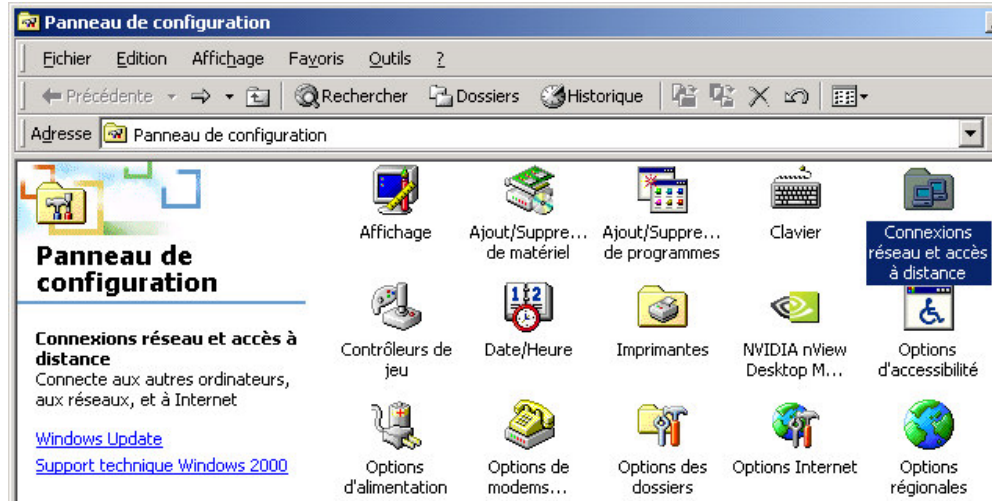 Panneau de configuration
Fichier Edition Affichage Favoris Outils ?
Précédente Rechercher Dossiers Historique
Adresse Panneau de configuration
Panneau de
configuration
Connexions réseau et accès à
distance
Connecte aux autres ordinateurs,
aux réseaux, et à Internet
Windows Update
Support technique Windows 2000
Affichage
Ajout/Suppre...
de matériel
Ajout/Suppre...
de programmes
Clavier
Connexions
réseau et accès
à distance
Contrôleurs de
jeu
Date/Heure
Imprimantes
NVIDIA nView
Desktop M...
Options
d'accessibilité
Options
d'alimentation
Options de
modems...
Options des
dossiers
Options Internet
Options
régionales